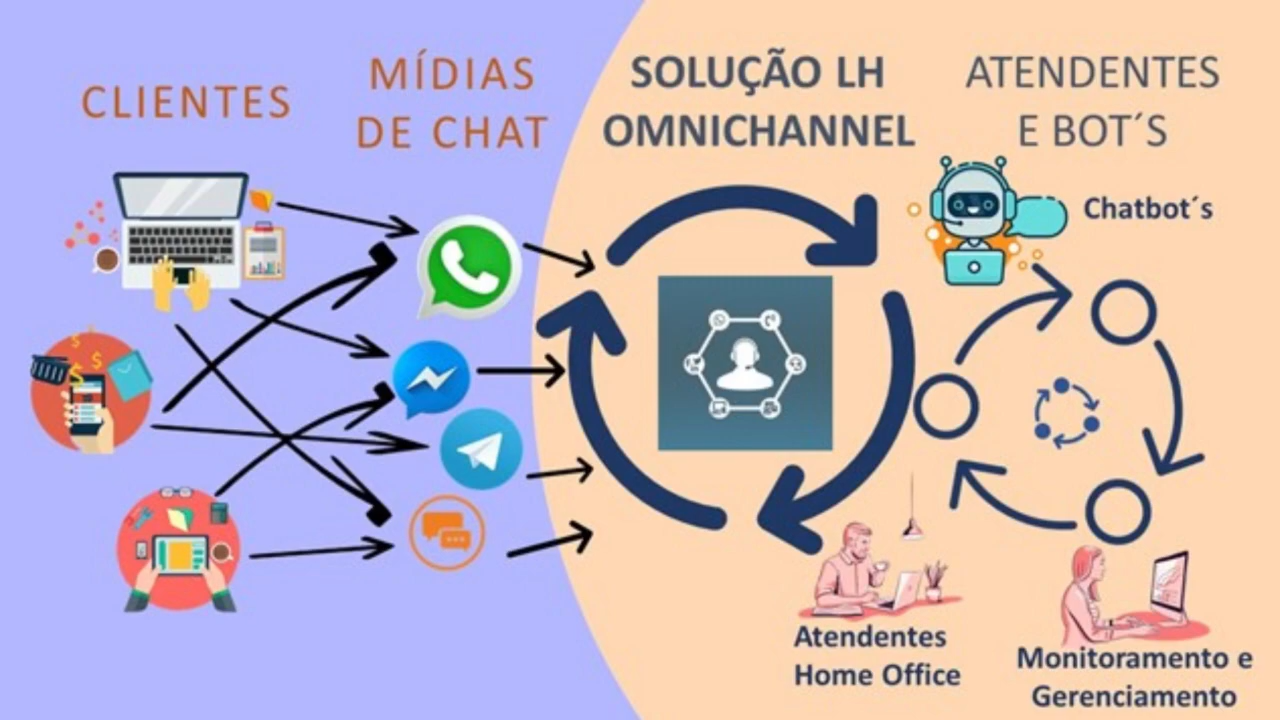 CLIENTES
MÍDIAS
DE CHAT
SOLUÇÃO LH
OMNICHANNEL
ATENDENTES
E BOT´S
Chatbot´s
Atendentes
Home Office
Monitoramento e
Gerenciamento